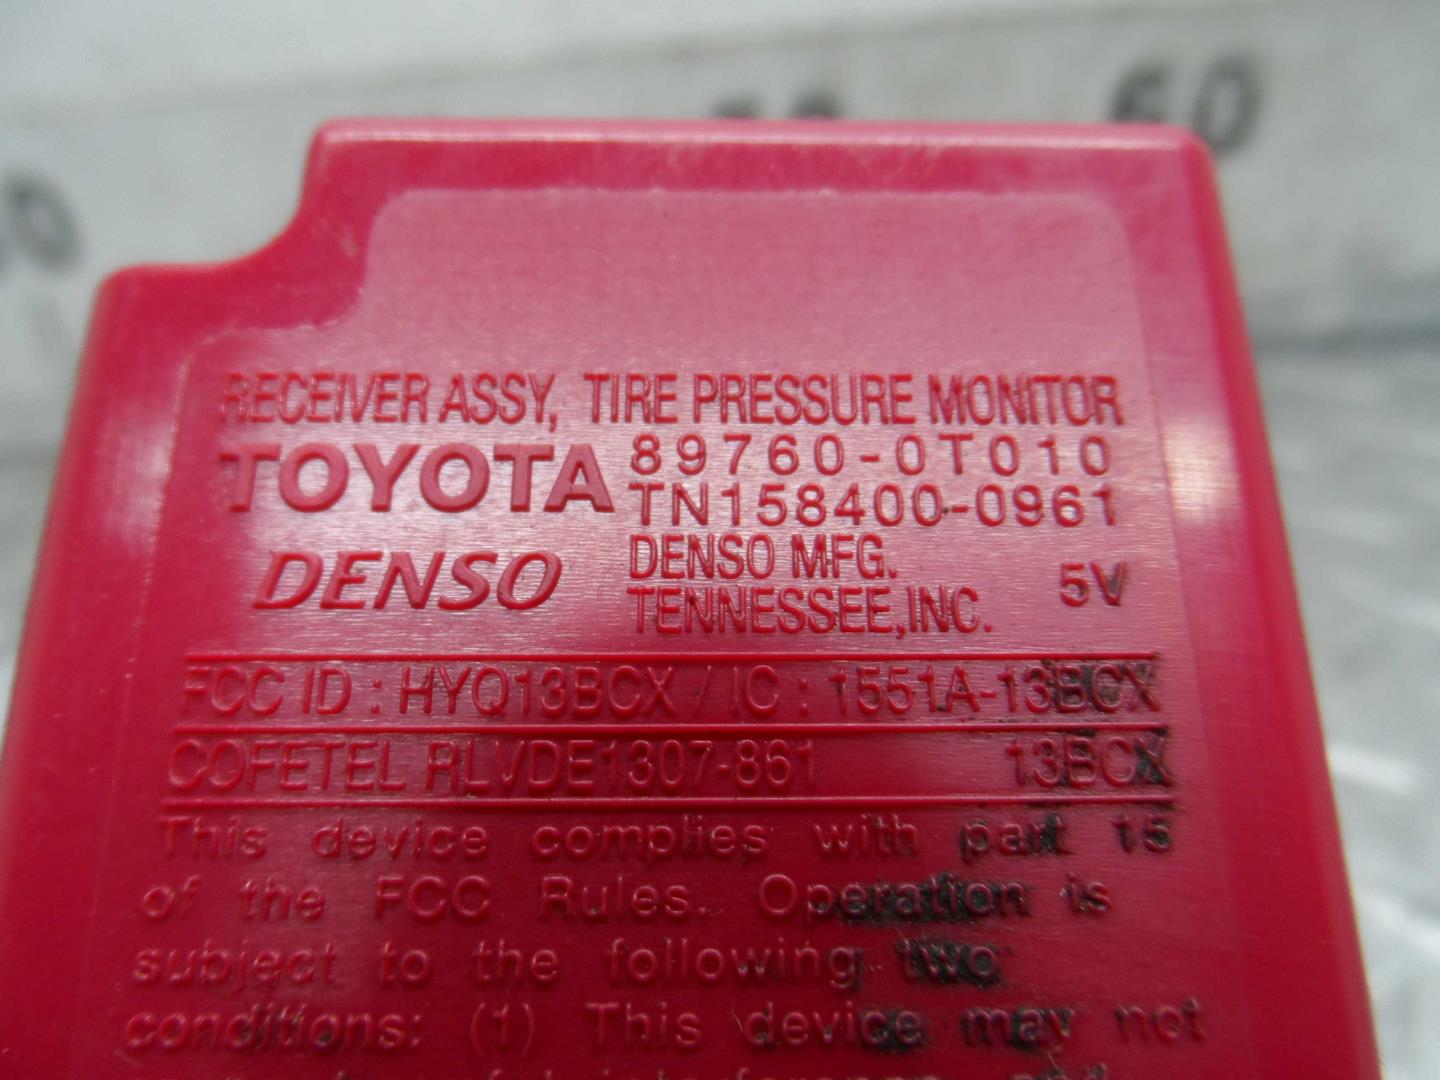 60
RECEIVER ASSY, TIRE PRESSURE MONITOR
TOYOTA 89760-0T010
TN158400-0961
DENSO DENSO MFG.
TENNESSEE,INC. 5V
FCC ID : HYQ13BCX / IC : 1551A-13BCX
COFETEL RLVDE1307-861 13BCX
This device complies with part 15
of the FCC Rules. Operation is
subject to the following two
conditions: (1) This device may not